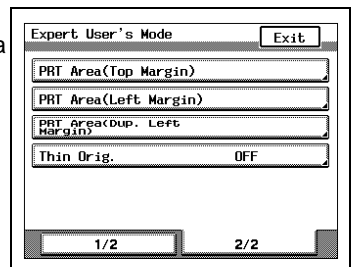 a
Expert User's Mode
Exit
PRT Area(Top Margin)
PRT Area(Left Margin)
PRT Area(Dup. Left
Margin)
Thin Orig. OFF
1/2 2/2